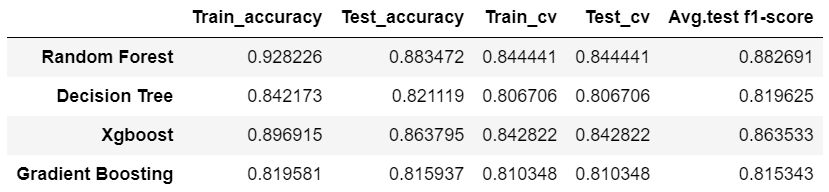 Train_accuracy Test_accuracy Train_cv Test_cv Avg.test f1-score
Random Forest 0.928226 0.883472 0.844441 0.844441 0.882691
Decision Tree 0.842173 0.821119 0.806706 0.806706 0.819625
Xgboost 0.896915 0.863795 0.842822 0.842822 0.863533
Gradient Boosting 0.819581 0.815937 0.810348 0.810348 0.815343